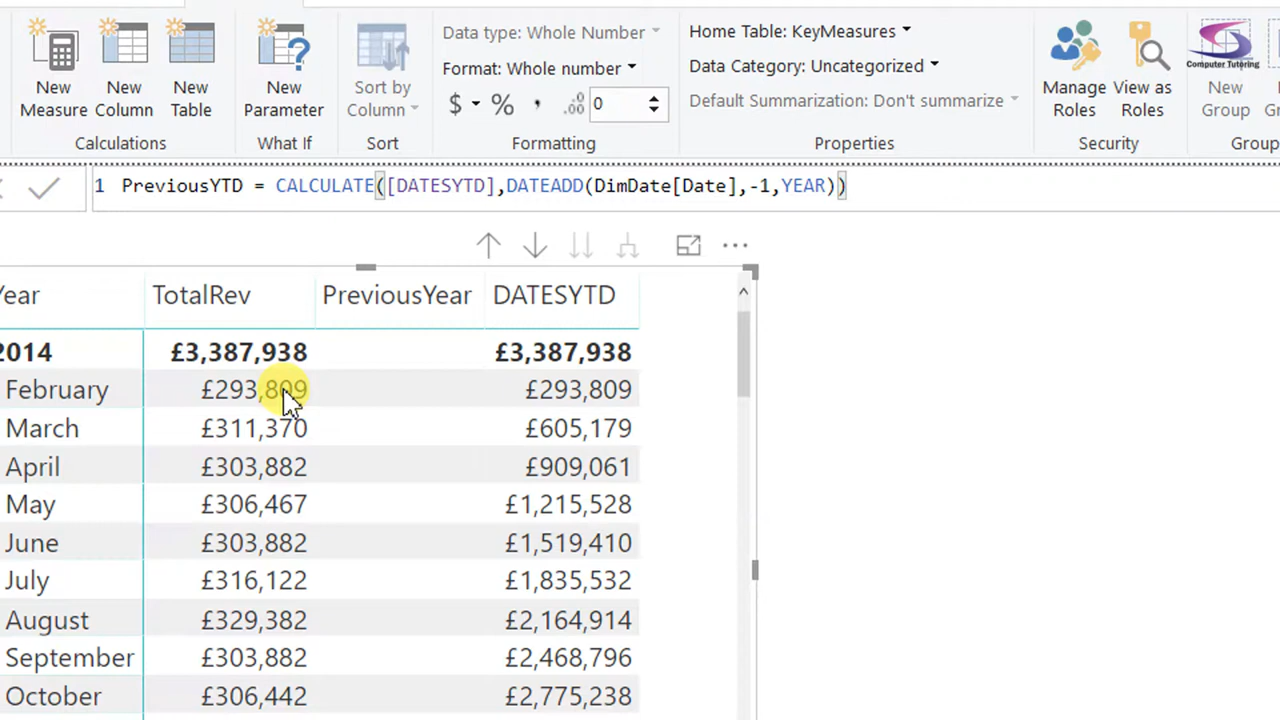 New Measure
New Column
New Table
Calculations
New Parameter
What If
Sort by Column
Sort
Data type: Whole Number
Format: Whole number
$ % , .00 0
Formatting
Home Table: KeyMeasures
Data Category: Uncategorized
Default Summarization: Don't summarize
Properties
Manage Roles
View as Roles
Security
Computer Tutoring
New Group
Group
1 PreviousYTD = CALCULATE([DATESYTD],DATEADD(DimDate[Date],-1,YEAR))
Year TotalRev PreviousYear DATESYTD
2014 £3,387,938 £3,387,938
February £293,809 £293,809
March £311,370 £605,179
April £303,882 £909,061
May £306,467 £1,215,528
June £303,882 £1,519,410
July £316,122 £1,835,532
August £329,382 £2,164,914
September £303,882 £2,468,796
October £306,442 £2,775,238